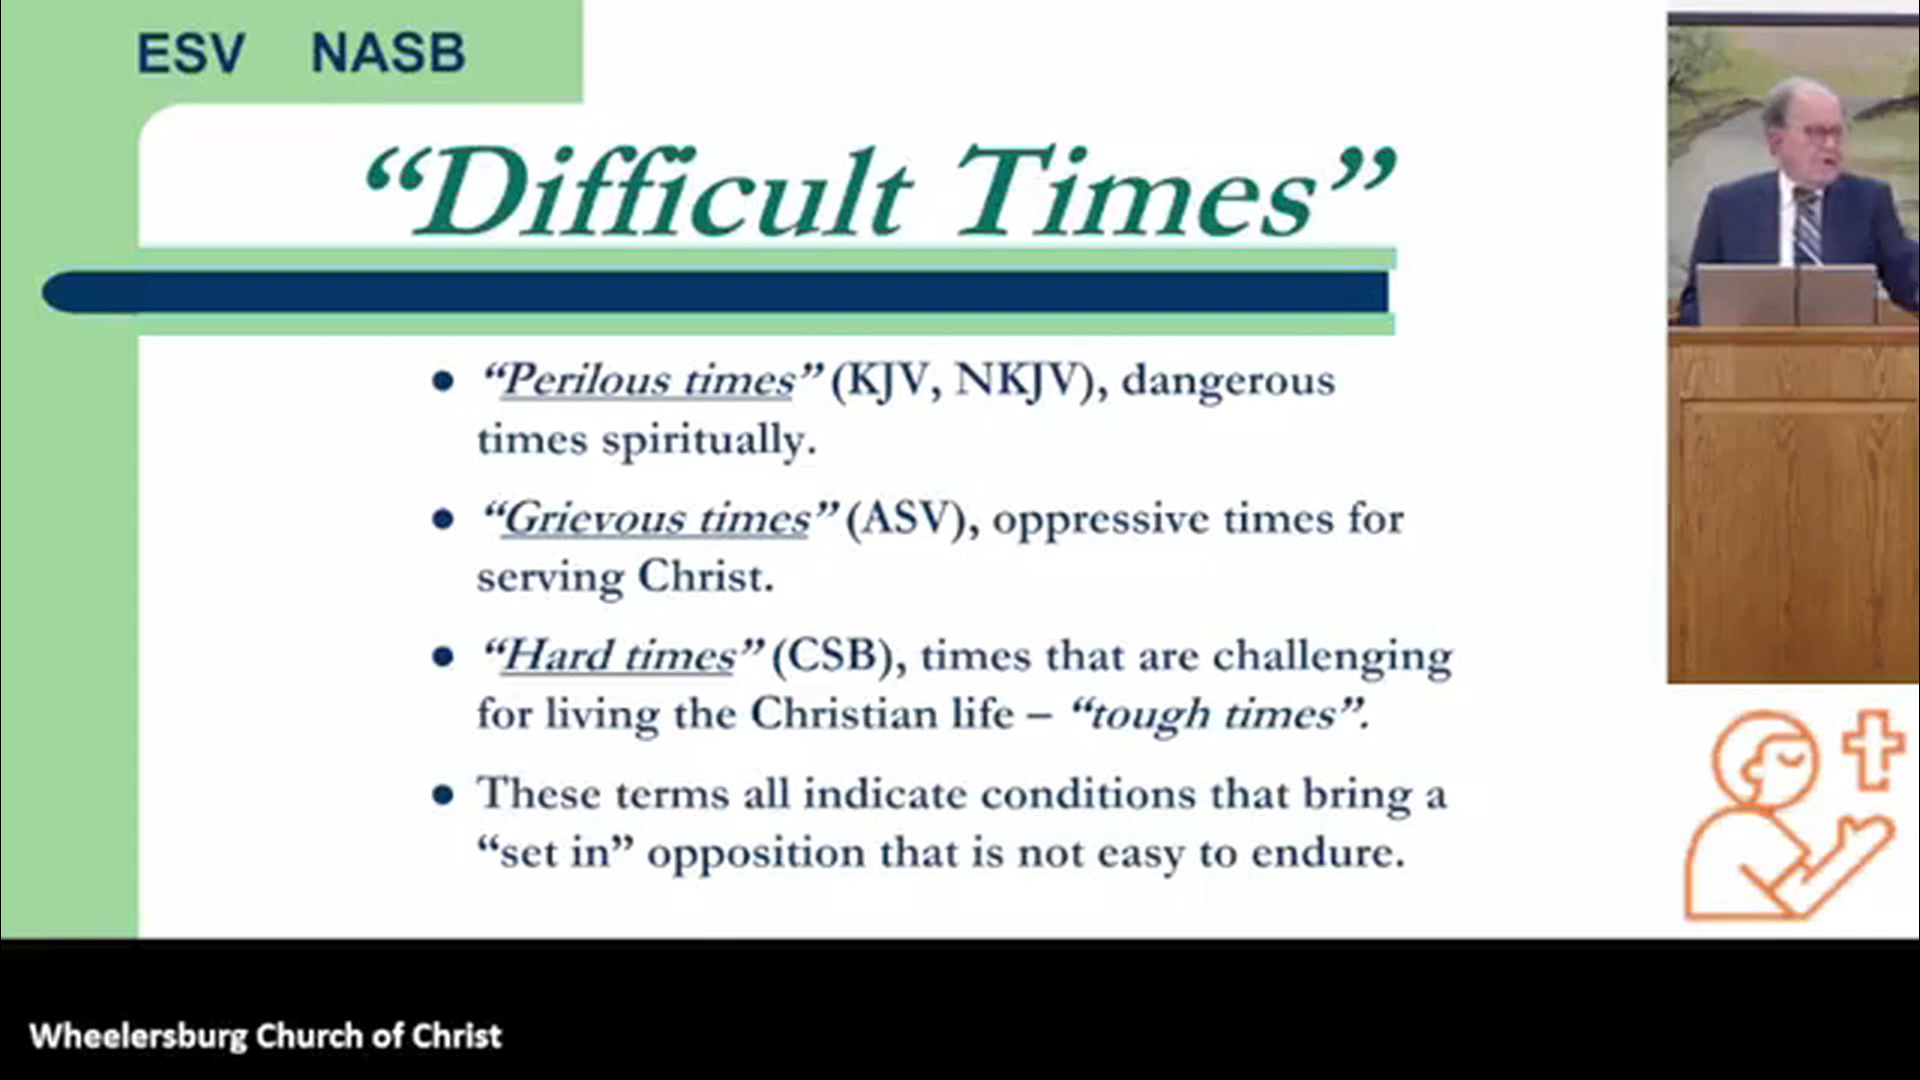 ESV NASB
“Difficult Times”
● “Perilous times” (KJV, NKJV), dangerous
times spiritually.
● “Grievous times” (ASV), oppressive times for
serving Christ.
● “Hard times” (CSB), times that are challenging
for living the Christian life – “tough times”.
● These terms all indicate conditions that bring a
“set in” opposition that is not easy to endure.
Wheelersburg Church of Christ